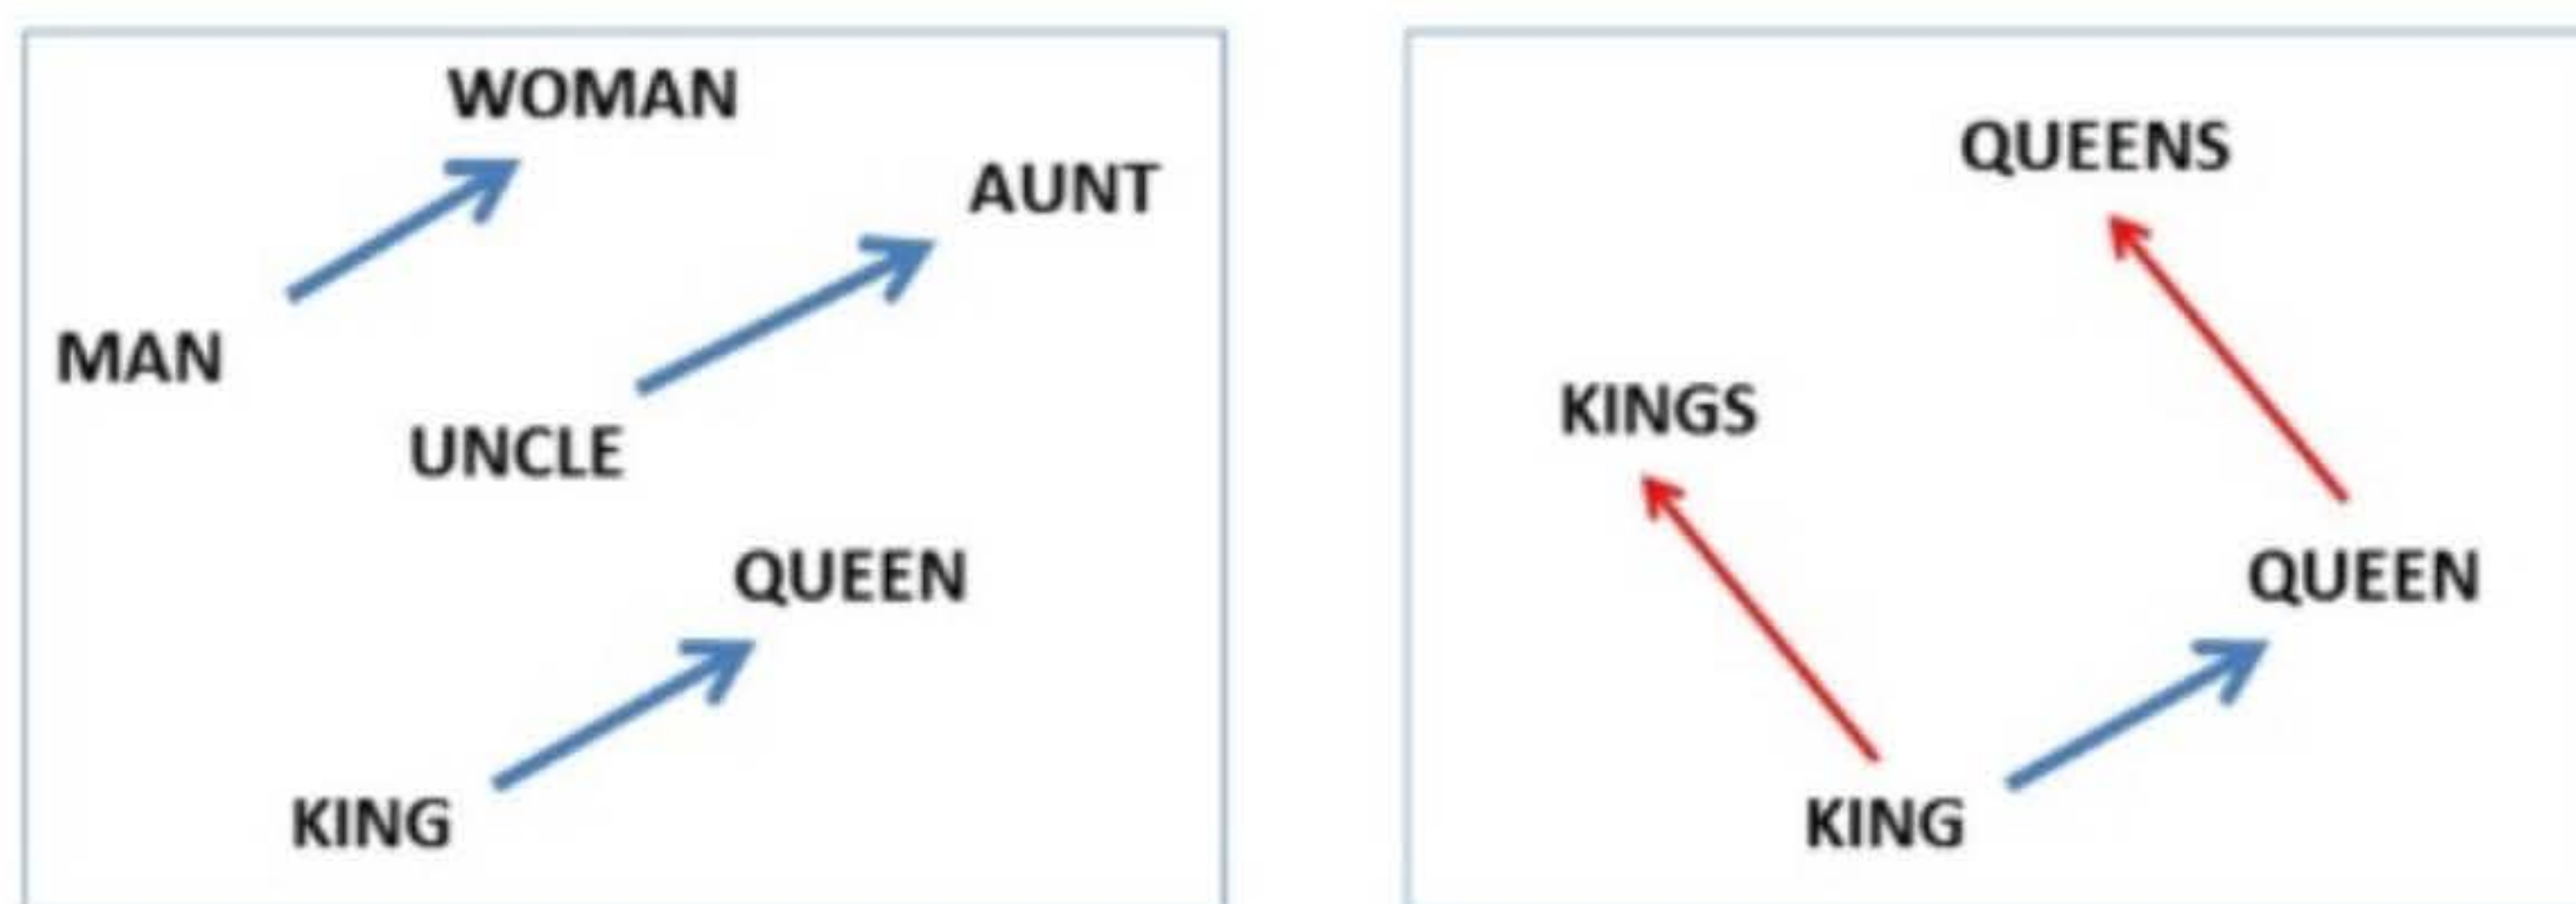 WOMAN
AUNT
MAN
UNCLE
QUEEN
KING
QUEENS
KINGS
QUEEN
KING